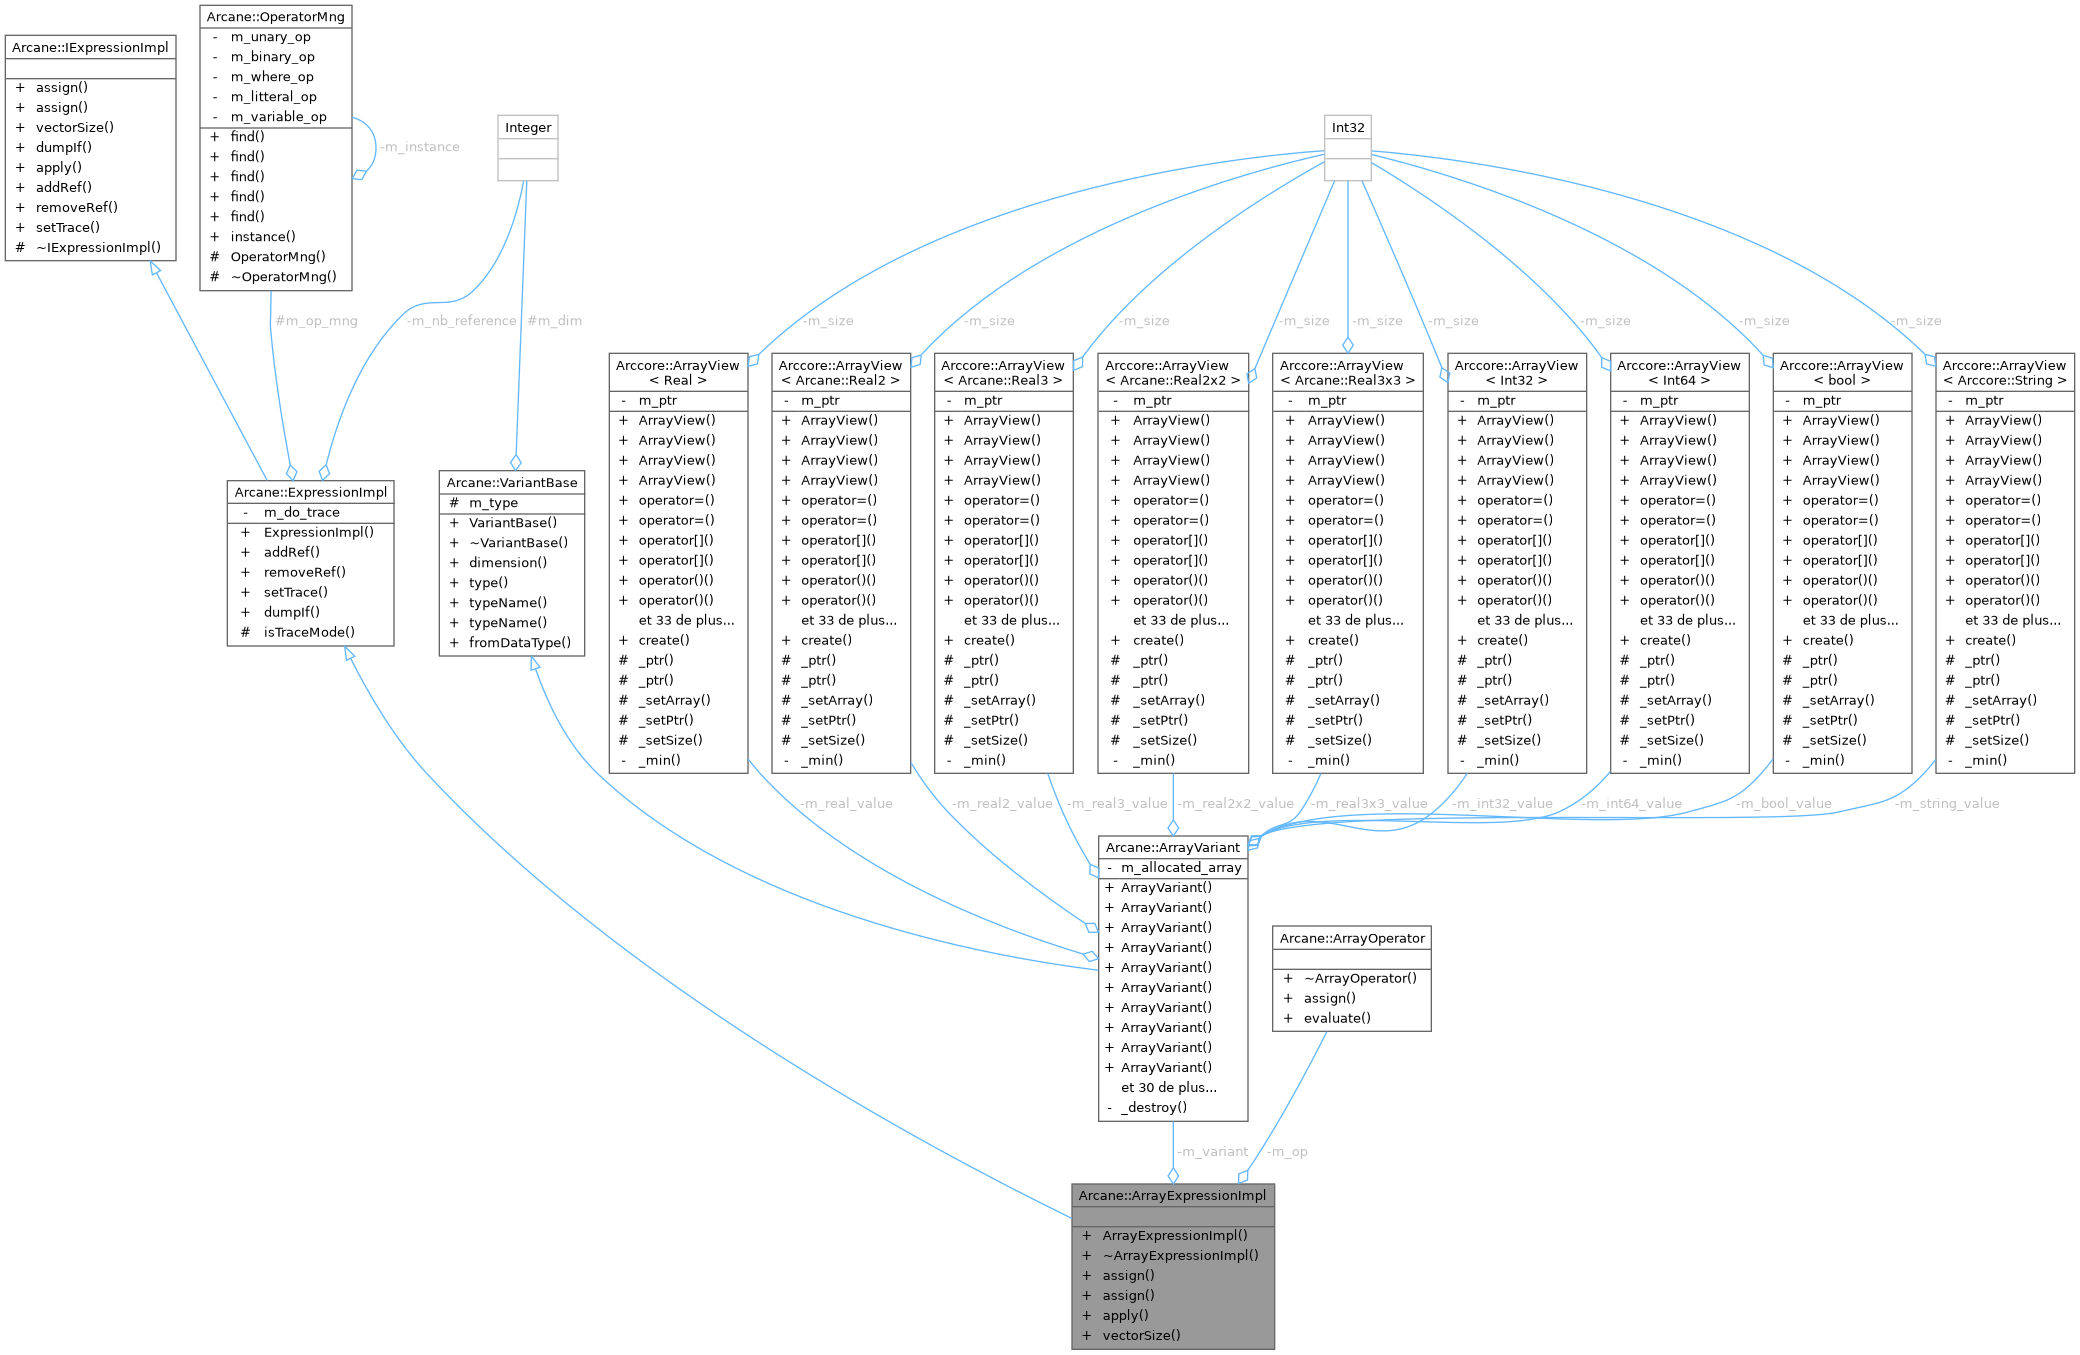 Arcane::IExpressionImpl
+ assign()
+ assign()
+ vectorSize()
+ dumpIf()
+ apply()
+ addRef()
+ removeRef()
+ setTrace()
# ~IExpressionImpl()
Arcane::OperatorMng
- m_unary_op
- m_binary_op
- m_where_op
- m_litteral_op
- m_variable_op
+ find()
+ find()
+ find()
+ find()
+ find()
+ instance()
# OperatorMng()
# ~OperatorMng()
-m_instance
Integer
Int32
#m_op_mng
-m_nb_reference
#m_dim
-m_size
-m_size
-m_size
-m_size
-m_size
-m_size
-m_size
-m_size
-m_size
Arcane::ExpressionImpl
- m_do_trace
+ ExpressionImpl()
+ addRef()
+ removeRef()
+ setTrace()
+ dumpIf()
# isTraceMode()
Arcane::VariantBase
# m_type
+ VariantBase()
+ ~VariantBase()
+ dimension()
+ type()
+ typeName()
+ typeName()
+ fromDataType()
Arccore::ArrayView
< Real >
- m_ptr
+ ArrayView()
+ ArrayView()
+ ArrayView()
+ ArrayView()
+ operator=()
+ operator=()
+ operator[]()
+ operator[]()
+ operator()()
+ operator()()
et 33 de plus...
+ create()
# _ptr()
# _ptr()
# _setArray()
# _setPtr()
# _setSize()
- _min()
Arccore::ArrayView
< Arcane::Real2 >
- m_ptr
+ ArrayView()
+ ArrayView()
+ ArrayView()
+ ArrayView()
+ operator=()
+ operator=()
+ operator[]()
+ operator[]()
+ operator()()
+ operator()()
et 33 de plus...
+ create()
# _ptr()
# _ptr()
# _setArray()
# _setPtr()
# _setSize()
- _min()
Arccore::ArrayView
< Arcane::Real3 >
- m_ptr
+ ArrayView()
+ ArrayView()
+ ArrayView()
+ ArrayView()
+ operator=()
+ operator=()
+ operator[]()
+ operator[]()
+ operator()()
+ operator()()
et 33 de plus...
+ create()
# _ptr()
# _ptr()
# _setArray()
# _setPtr()
# _setSize()
- _min()
Arccore::ArrayView
< Arcane::Real2x2 >
- m_ptr
+ ArrayView()
+ ArrayView()
+ ArrayView()
+ ArrayView()
+ operator=()
+ operator=()
+ operator[]()
+ operator[]()
+ operator()()
+ operator()()
et 33 de plus...
+ create()
# _ptr()
# _ptr()
# _setArray()
# _setPtr()
# _setSize()
- _min()
Arccore::ArrayView
< Arcane::Real3x3 >
- m_ptr
+ ArrayView()
+ ArrayView()
+ ArrayView()
+ ArrayView()
+ operator=()
+ operator=()
+ operator[]()
+ operator[]()
+ operator()()
+ operator()()
et 33 de plus...
+ create()
# _ptr()
# _ptr()
# _setArray()
# _setPtr()
# _setSize()
- _min()
Arccore::ArrayView
< Int32 >
- m_ptr
+ ArrayView()
+ ArrayView()
+ ArrayView()
+ ArrayView()
+ operator=()
+ operator=()
+ operator[]()
+ operator[]()
+ operator()()
+ operator()()
et 33 de plus...
+ create()
# _ptr()
# _ptr()
# _setArray()
# _setPtr()
# _setSize()
- _min()
Arccore::ArrayView
< Int64 >
- m_ptr
+ ArrayView()
+ ArrayView()
+ ArrayView()
+ ArrayView()
+ operator=()
+ operator=()
+ operator[]()
+ operator[]()
+ operator()()
+ operator()()
et 33 de plus...
+ create()
# _ptr()
# _ptr()
# _setArray()
# _setPtr()
# _setSize()
- _min()
Arccore::ArrayView
< bool >
- m_ptr
+ ArrayView()
+ ArrayView()
+ ArrayView()
+ ArrayView()
+ operator=()
+ operator=()
+ operator[]()
+ operator[]()
+ operator()()
+ operator()()
et 33 de plus...
+ create()
# _ptr()
# _ptr()
# _setArray()
# _setPtr()
# _setSize()
- _min()
Arccore::ArrayView
< Arccore::String >
- m_ptr
+ ArrayView()
+ ArrayView()
+ ArrayView()
+ ArrayView()
+ operator=()
+ operator=()
+ operator[]()
+ operator[]()
+ operator()()
+ operator()()
et 33 de plus...
+ create()
# _ptr()
# _ptr()
# _setArray()
# _setPtr()
# _setSize()
- _min()
-m_real_value
-m_real2_value
-m_real3_value
-m_real2x2_value
-m_real3x3_value
-m_int32_value
-m_int64_value
-m_bool_value
-m_string_value
Arcane::ArrayVariant
- m_allocated_array
+ ArrayVariant()
+ ArrayVariant()
+ ArrayVariant()
+ ArrayVariant()
+ ArrayVariant()
+ ArrayVariant()
+ ArrayVariant()
+ ArrayVariant()
+ ArrayVariant()
+ ArrayVariant()
et 30 de plus...
- _destroy()
Arcane::ArrayOperator
+ ~ArrayOperator()
+ assign()
+ evaluate()
-m_variant
-m_op
Arcane::ArrayExpressionImpl
+ ArrayExpressionImpl()
+ ~ArrayExpressionImpl()
+ assign()
+ assign()
+ apply()
+ vectorSize()